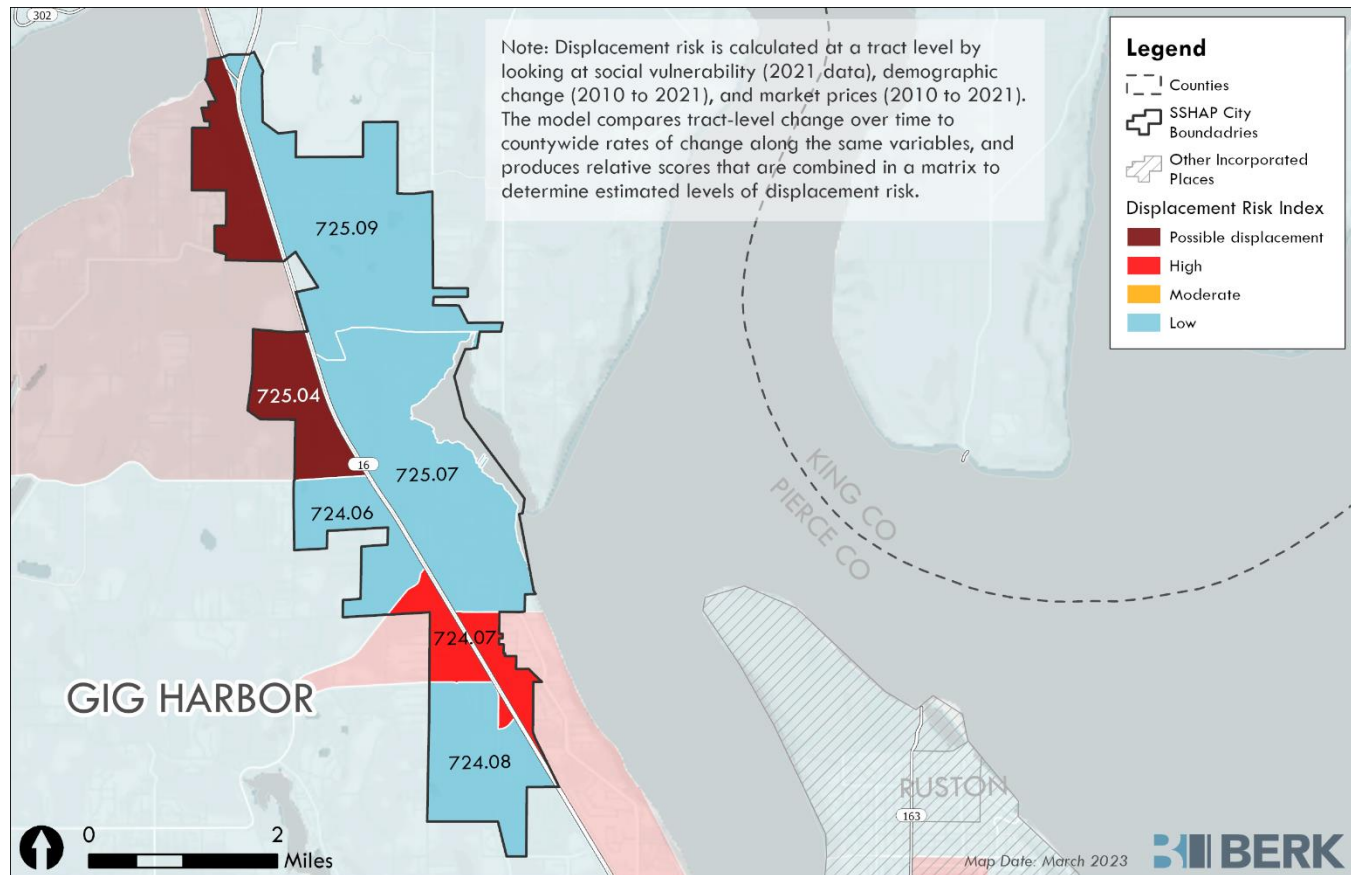 302
Note: Displacement risk is calculated at a tract level by
looking at social vulnerability (2021 data), demographic
change (2010 to 2021), and market prices (2010 to 2021).
The model compares tract-level change over time to
countywide rates of change along the same variables, and
produces relative scores that are combined in a matrix to
determine estimated levels of displacement risk.
Legend
Counties
SSHAP City
Boundadries
Other Incorporated
Places
Displacement Risk Index
Possible displacement
High
Moderate
Low
725.09
725.04
16
725.07
724.06
KING CO
PIERCE CO
724.07
GIG HARBOR
724.08
RUSTON
163
0 2
Miles
Map Date: March 2023
BERK